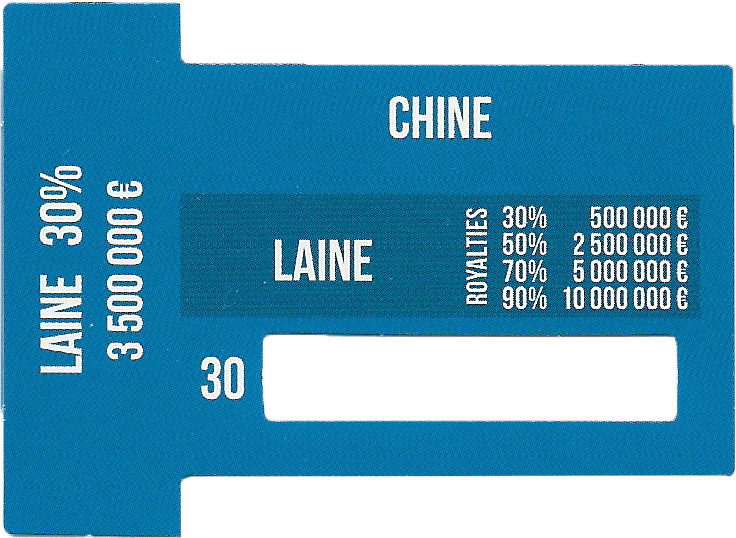 LAINE 30%
3 500 000 €
CHINE
LAINE
ROYALTIES
30% 500 000 €
50% 2 500 000 €
70% 5 000 000 €
90% 10 000 000 €
30